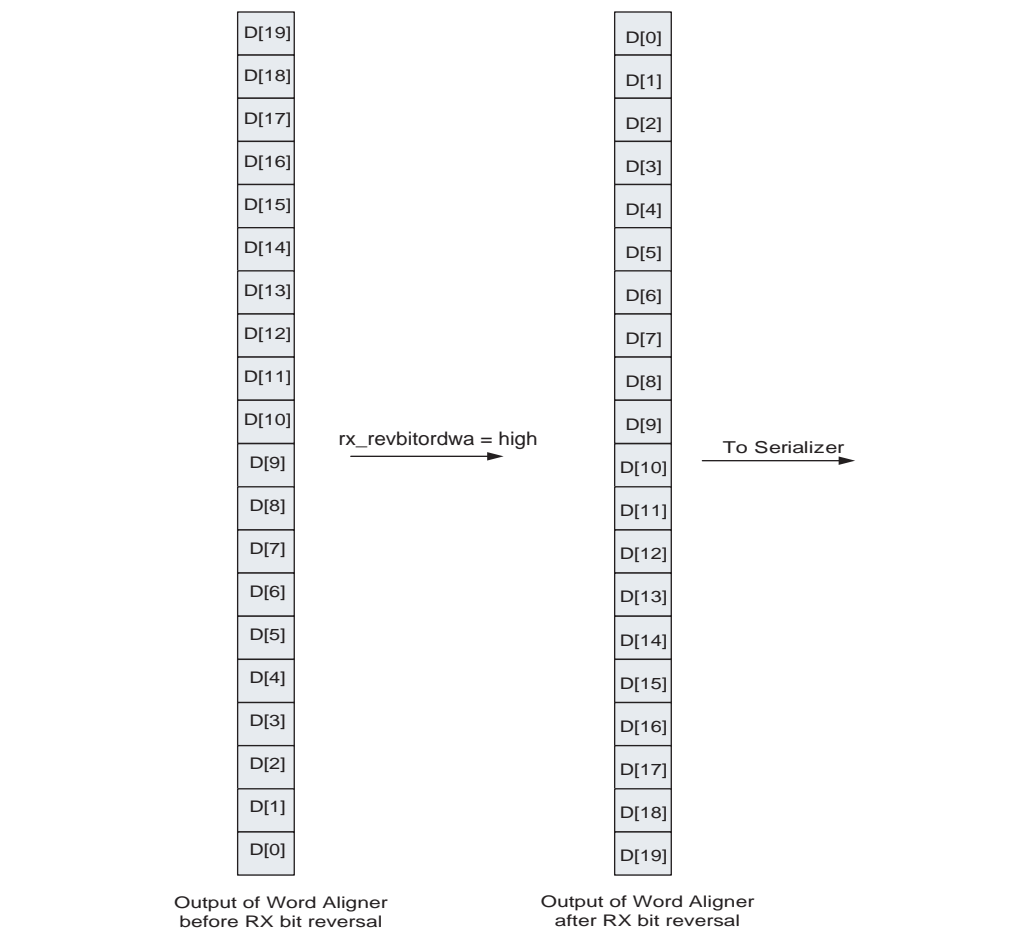 D[19]
D[18]
D[17]
D[16]
D[15]
D[14]
D[13]
D[12]
D[11]
D[10]
D[9]
D[8]
D[7]
D[6]
D[5]
D[4]
D[3]
D[2]
D[1]
D[0]
Output of Word Aligner
before RX bit reversal
rx_revbitordwa = high
D[0]
D[1]
D[2]
D[3]
D[4]
D[5]
D[6]
D[7]
D[8]
D[9]
D[10]
D[11]
D[12]
D[13]
D[14]
D[15]
D[16]
D[17]
D[18]
D[19]
Output of Word Aligner
after RX bit reversal
To Serializer